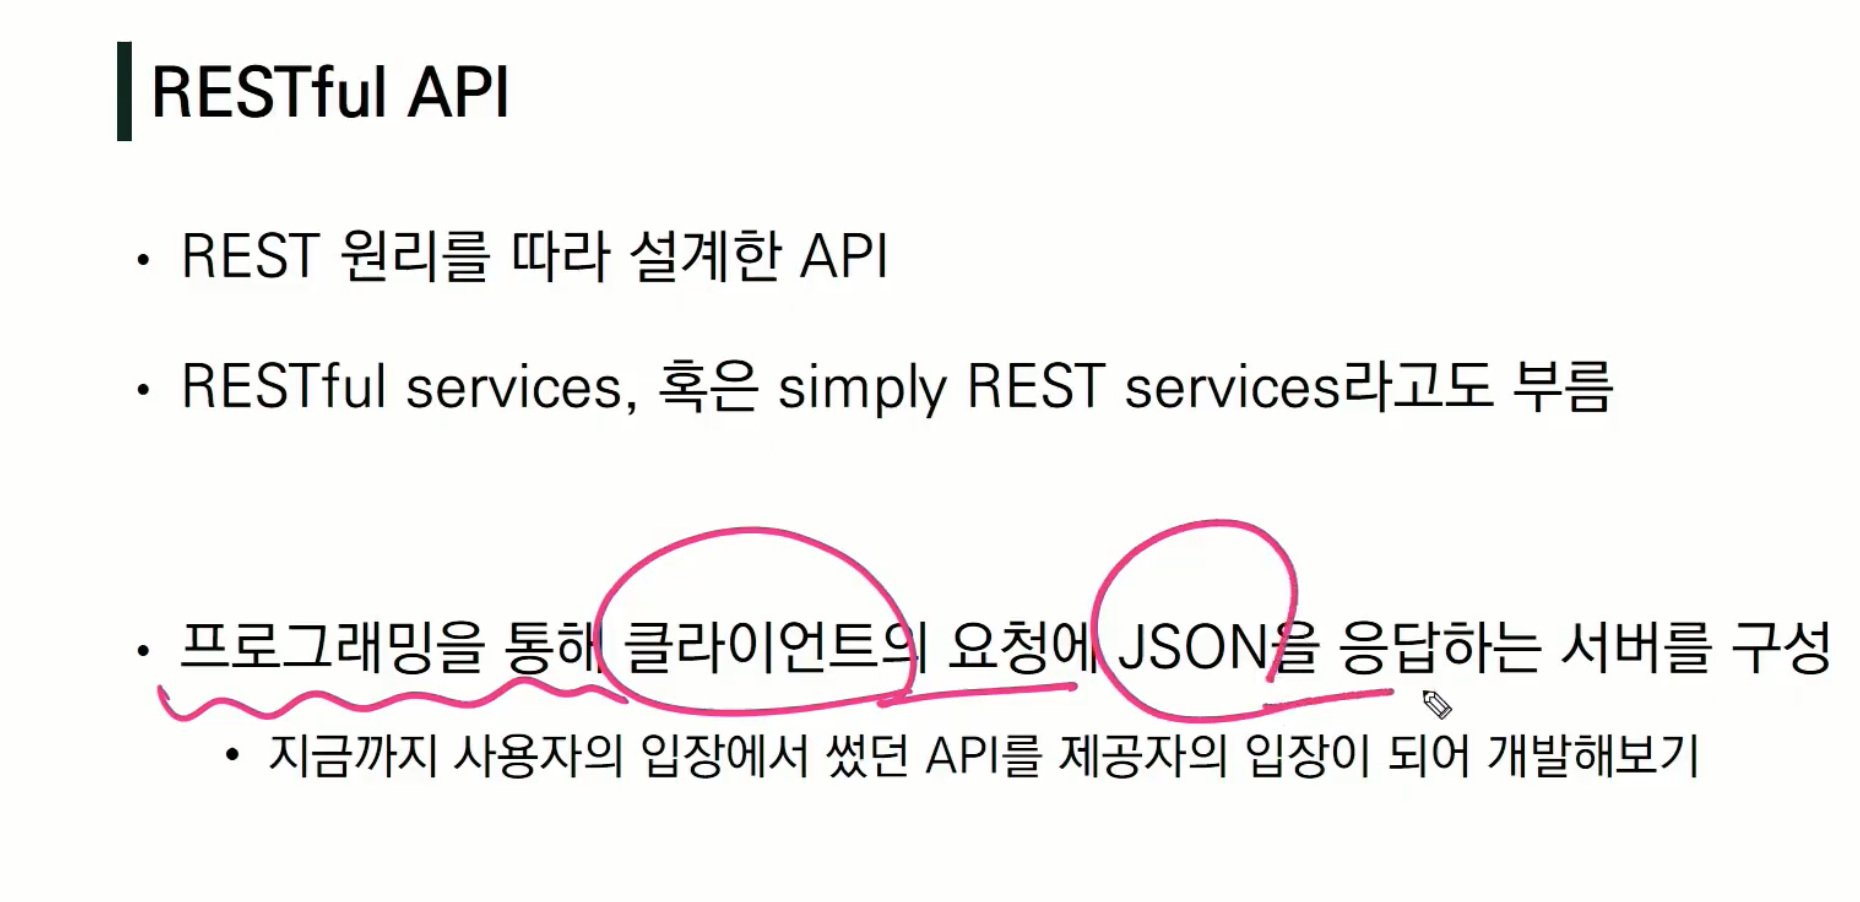 RESTful API
• REST 원리를 따라 설계한 API
• RESTful services, 혹은 simply REST services라고도 부름
• 프로그래밍을 통해 클라이언트의 요청에 JSON을 응답하는 서버를 구성
• 지금까지 사용자의 입장에서 썼던 API를 제공자의 입장이 되어 개발해보기